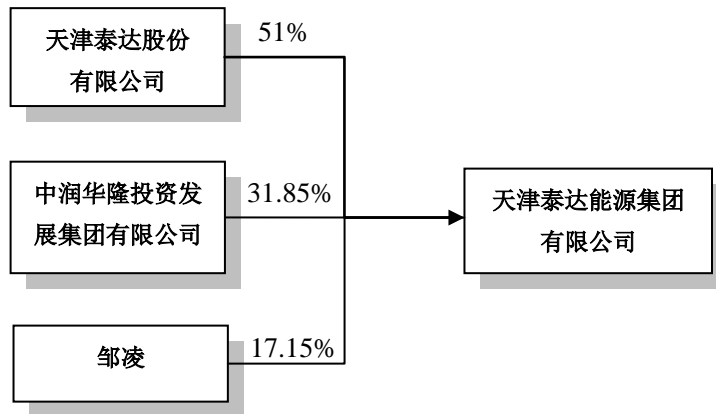 天津泰达股份
有限公司
51%
中润华隆投资发
展集团有限公司
31.85%
邹凌
17.15%
天津泰达能源集团
有限公司